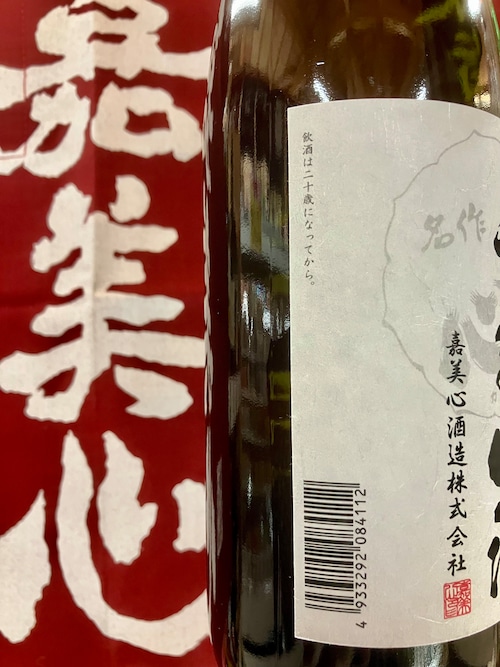 嘉美心
飲酒は二十歳になってから。
名作
嘉美心酒造株式会社
4 933292 084112